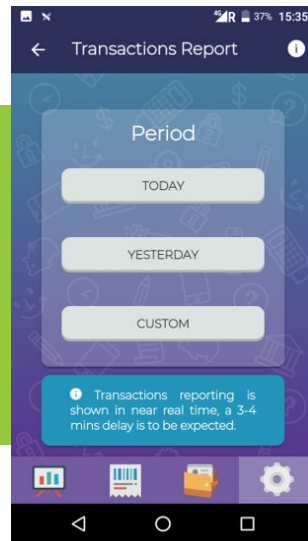 4G R 37% 15:35
Transactions Report
Period
TODAY
YESTERDAY
CUSTOM
Transactions reporting is
shown in near real time, a 3-4
mins delay is to be expected.